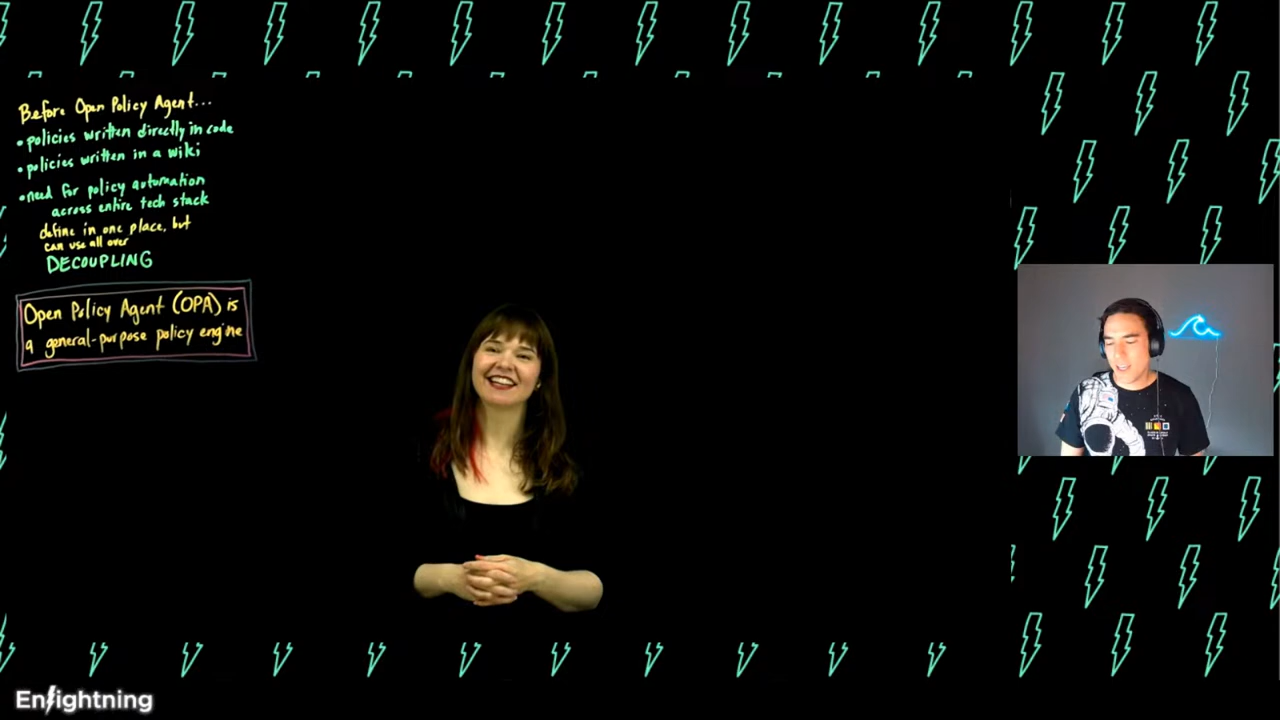 Before Open Policy Agent...
• policies written directly in code
• policies written in a wiki
• need for policy automation
across entire tech stack
define in one place, but
can use all over
DECOUPLING
Open Policy Agent (OPA) is
a general-purpose policy engine
Enlightning